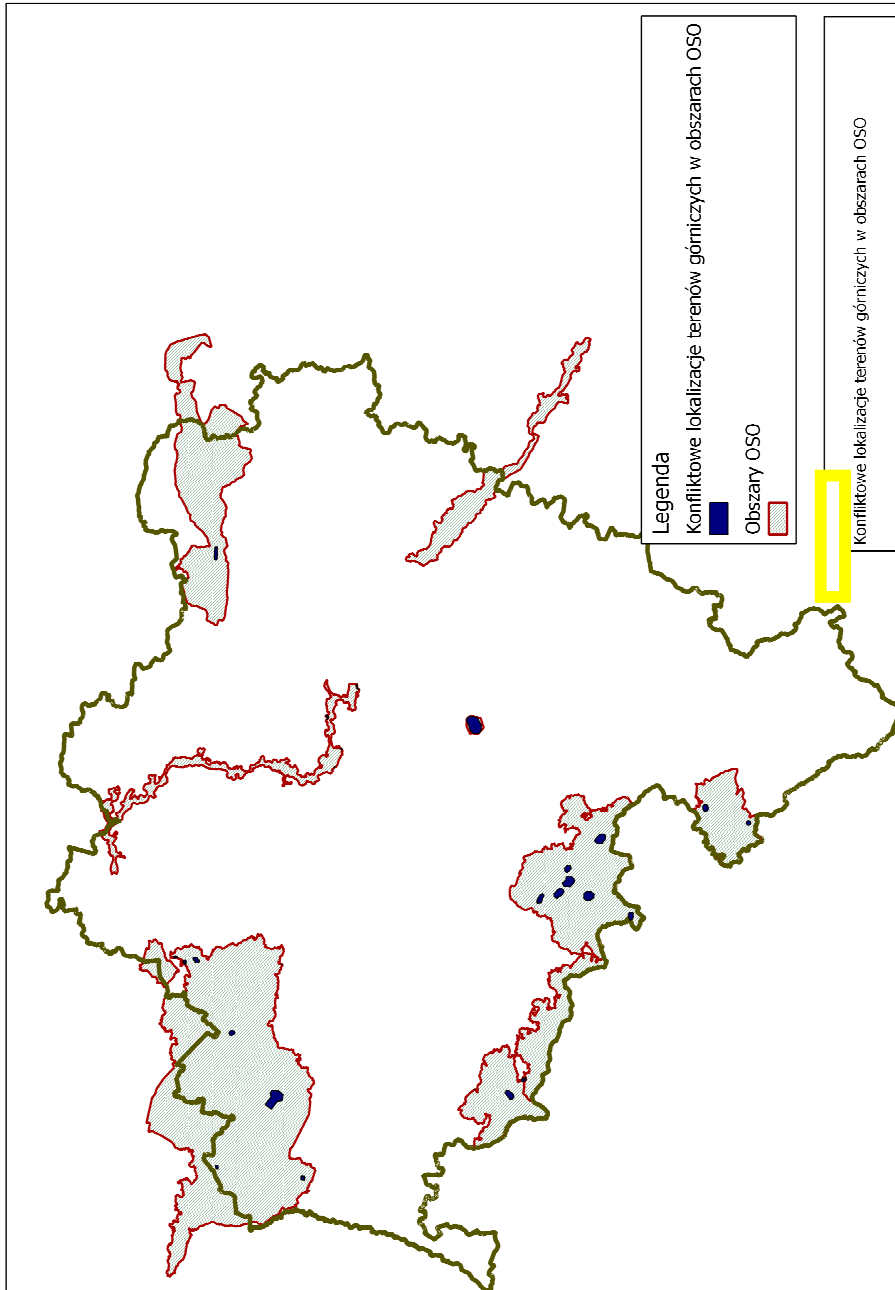 Legenda
Konfliktowe lokalizacje terenów górniczych w obszarach OSO
Obszary OSO
Konfliktowe lokalizacje terenów górniczych w obszarach OSO